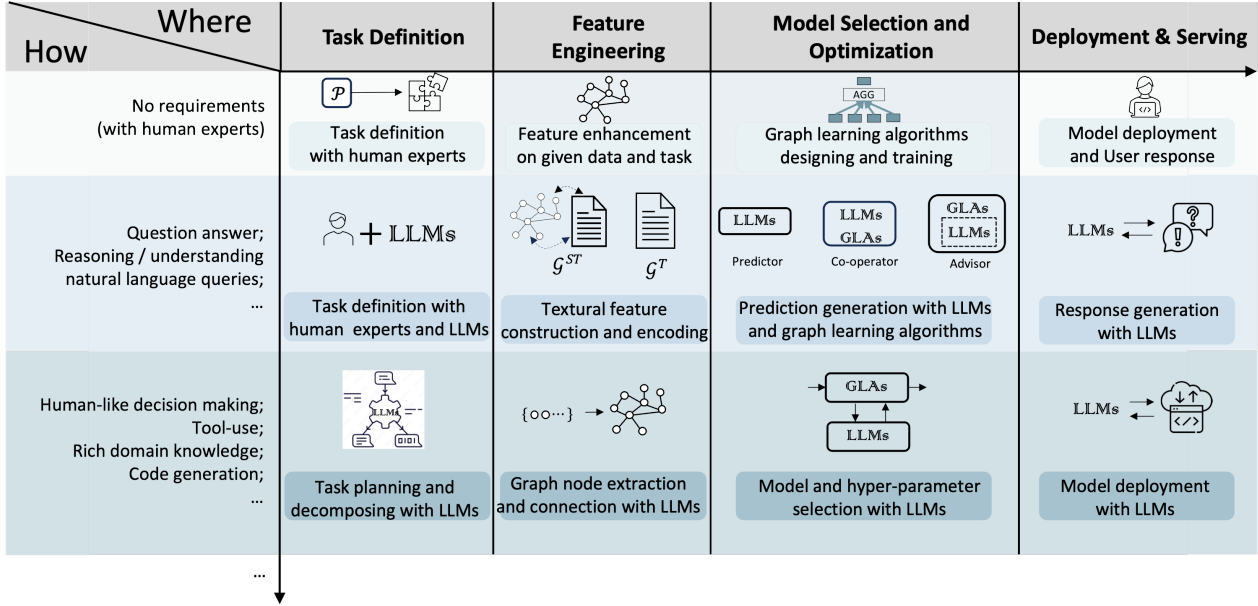 Where
How
Task Definition
Feature
Engineering
Model Selection and
Optimization
Deployment & Serving
No requirements
(with human experts)
𝒫
Task definition
with human experts
Feature enhancement
on given data and task
AGG
Graph learning algorithms
designing and training
</>
Model deployment
and User response
Question answer;
Reasoning / understanding
natural language queries;
...
+ LLMs
Task definition with
human experts and LLMs
𝒢^{ST}
𝒢^{T}
Textural feature
construction and encoding
LLMs
Predictor
LLMs
GLAs
Co-operator
GLAs
LLMs
Advisor
Prediction generation with LLMs
and graph learning algorithms
LLMs
?
!
Response generation
with LLMs
Human-like decision making;
Tool-use;
Rich domain knowledge;
Code generation;
...
LLMs
Task planning and
decomposing with LLMs
{○○...}
Graph node extraction
and connection with LLMs
GLAs
LLMs
Model and hyper-parameter
selection with LLMs
LLMs
</>
Model deployment
with LLMs
...